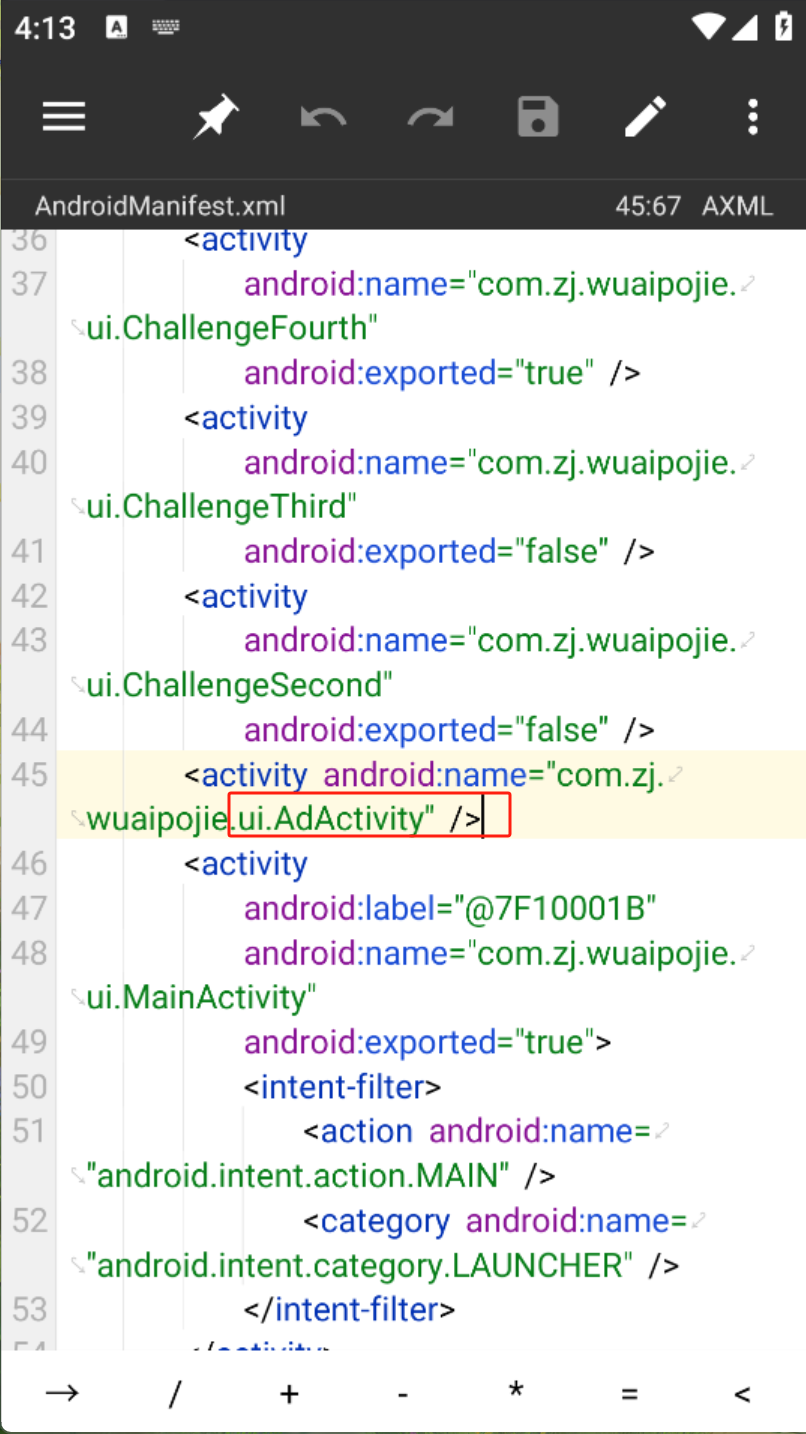 4:13 A
AndroidManifest.xml 45:67 AXML
36 <activity
37 android:name="com.zj.wuaipojie.
ui.ChallengeFourth"
38 android:exported="true" />
39 <activity
40 android:name="com.zj.wuaipojie.
ui.ChallengeThird"
41 android:exported="false" />
42 <activity
43 android:name="com.zj.wuaipojie.
ui.ChallengeSecond"
44 android:exported="false" />
45 <activity android:name="com.zj.
wuaipojie.ui.AdActivity" />
46 <activity
47 android:label="@7F10001B"
48 android:name="com.zj.wuaipojie.
ui.MainActivity"
49 android:exported="true">
50 <intent-filter>
51 <action android:name=
"android.intent.action.MAIN" />
52 <category android:name=
"android.intent.category.LAUNCHER" />
53 </intent-filter>
54 </activity>
→ / + - * = <